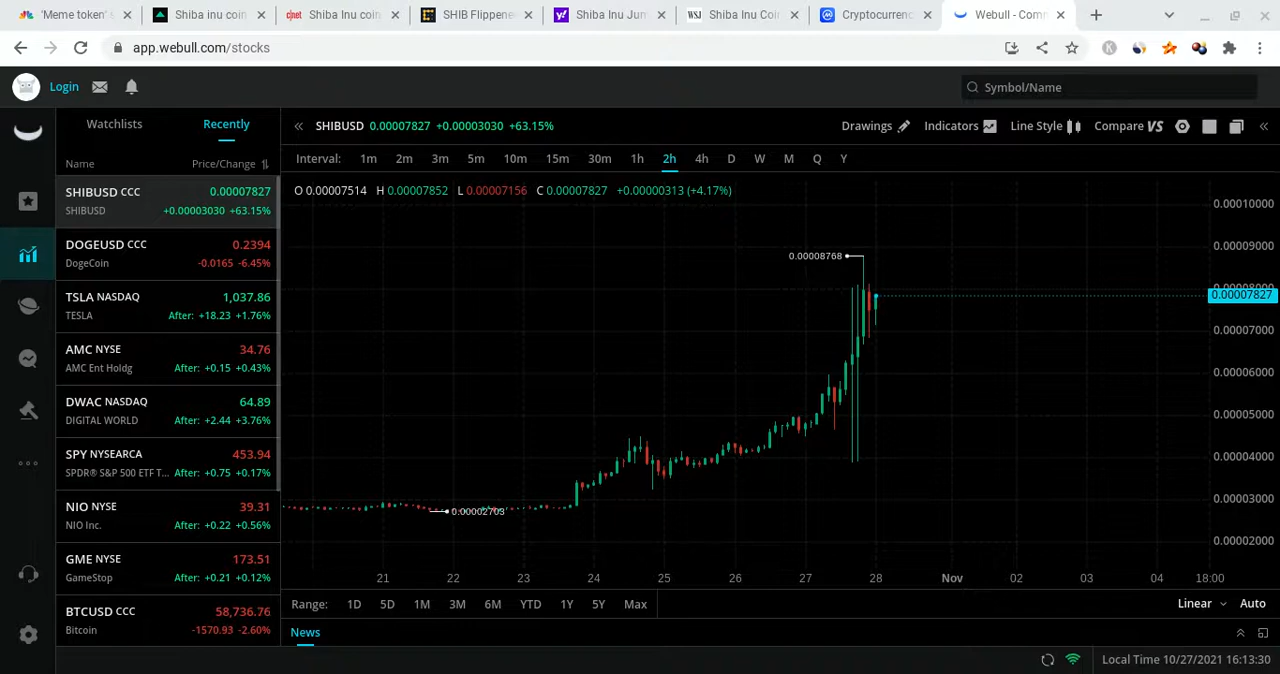 'Meme token' s
Shiba inu coin
cnet Shiba Inu coin
SHIB Flippene
Shiba Inu Jum
WSJ Shiba Inu Coi
Cryptocurrenc
Webull - Comm
app.webull.com/stocks
K
Login
Symbol/Name
Watchlists
Recently
SHIBUSD 0.00007827 +0.00003030 +63.15%
Drawings
Indicators
Line Style
Compare VS
Name
Price/Change
Interval: 1m 2m 3m 5m 10m 15m 30m 1h 2h 4h D W M Q Y
O 0.00007514 H 0.00007852 L 0.00007156 C 0.00007827 +0.00000313 (+4.17%)
SHIBUSD CCC 0.00007827
SHIBUSD +0.00003030 +63.15%
DOGEUSD CCC 0.2394
DogeCoin -0.0165 -6.45%
TSLA NASDAQ 1,037.86
TESLA After: +18.23 +1.76%
AMC NYSE 34.76
AMC Ent Holdg After: +0.15 +0.43%
DWAC NASDAQ 64.89
DIGITAL WORLD After: +2.44 +3.76%
SPY NYSEARCA 453.94
SPDR® S&P 500 ETF T... After: +0.75 +0.17%
NIO NYSE 39.31
NIO Inc. After: +0.22 +0.56%
GME NYSE 173.51
GameStop After: +0.21 +0.12%
BTCUSD CCC 58,736.76
Bitcoin -1570.93 -2.60%
0.00008768
0.00002703
0.00010000
0.00009000
0.00008000
0.00007827
0.00007000
0.00006000
0.00005000
0.00004000
0.00003000
0.00002000
21 22 23 24 25 26 27 28 Nov 02 03 04 18:00
Range: 1D 5D 1M 3M 6M YTD 1Y 5Y Max
Linear
Auto
News
Local Time 10/27/2021 16:13:30